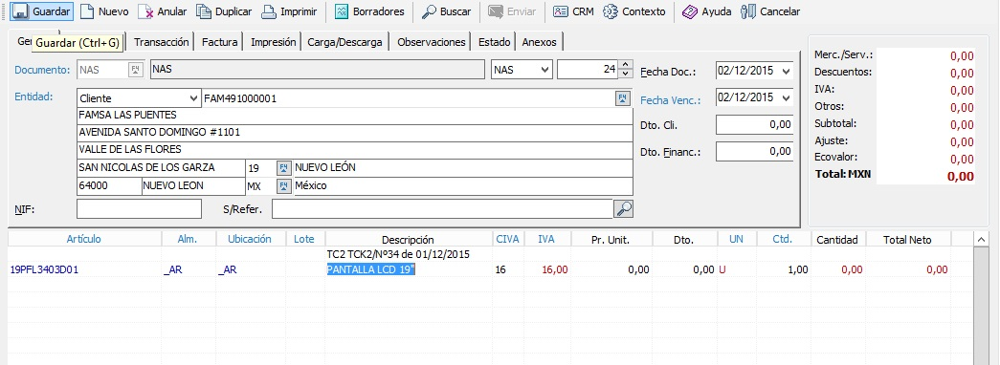 Guardar Nuevo Anular Duplicar Imprimir Borradores Buscar Enviar CRM Contexto Ayuda Cancelar
Guardar (Ctrl+G) Transacción Factura Impresión Carga/Descarga Observaciones Estado Anexos
Documento: NAS F4 NAS NAS 24 Fecha Doc.: 02/12/2015
Entidad: Cliente FAM491000001 F4 Fecha Venc.: 02/12/2015
FAMSA LAS PUENTES
AVENIDA SANTO DOMINGO #1101 Dto. Cli. 0,00
VALLE DE LAS FLORES Dto. Financ.: 0,00
SAN NICOLAS DE LOS GARZA 19 F4 NUEVO LEÓN
64000 NUEVO LEON MX F4 México
NIF: S/Refer.
Merc./Serv.: 0,00
Descuentos: 0,00
IVA: 0,00
Otros: 0,00
Subtotal: 0,00
Ajuste: 0,00
Ecovalor: 0,00
Total: MXN 0,00
Artículo Alm. Ubicación Lote Descripción CIVA IVA Pr. Unit. Dto. UN Ctd. Cantidad Total Neto
TC2 TCK2/Nº34 de 01/12/2015
19PFL3403D01 _AR _AR PANTALLA LCD 19" 16 16,00 0,00 0,00 U 1,00 0,00 0,00